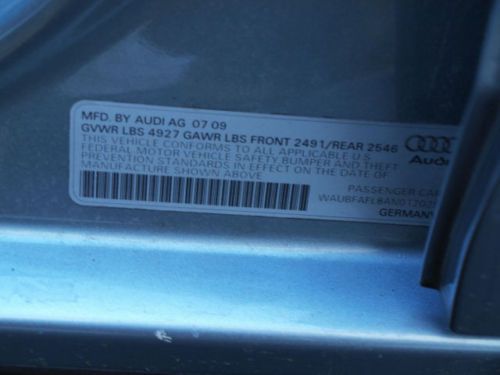 MFD. BY AUDI AG 07 09
GVWR LBS 4927 GAWR LBS FRONT 2491/REAR 2546
THIS VEHICLE CONFORMS TO ALL APPLICABLE U.S.
FEDERAL MOTOR VEHICLE SAFETY BUMPER AND THEFT
PREVENTION STANDARDS IN EFFECT ON THE DATE OF
MANUFACTURE SHOWN ABOVE
Audi
PASSENGER CAR
GERMANY